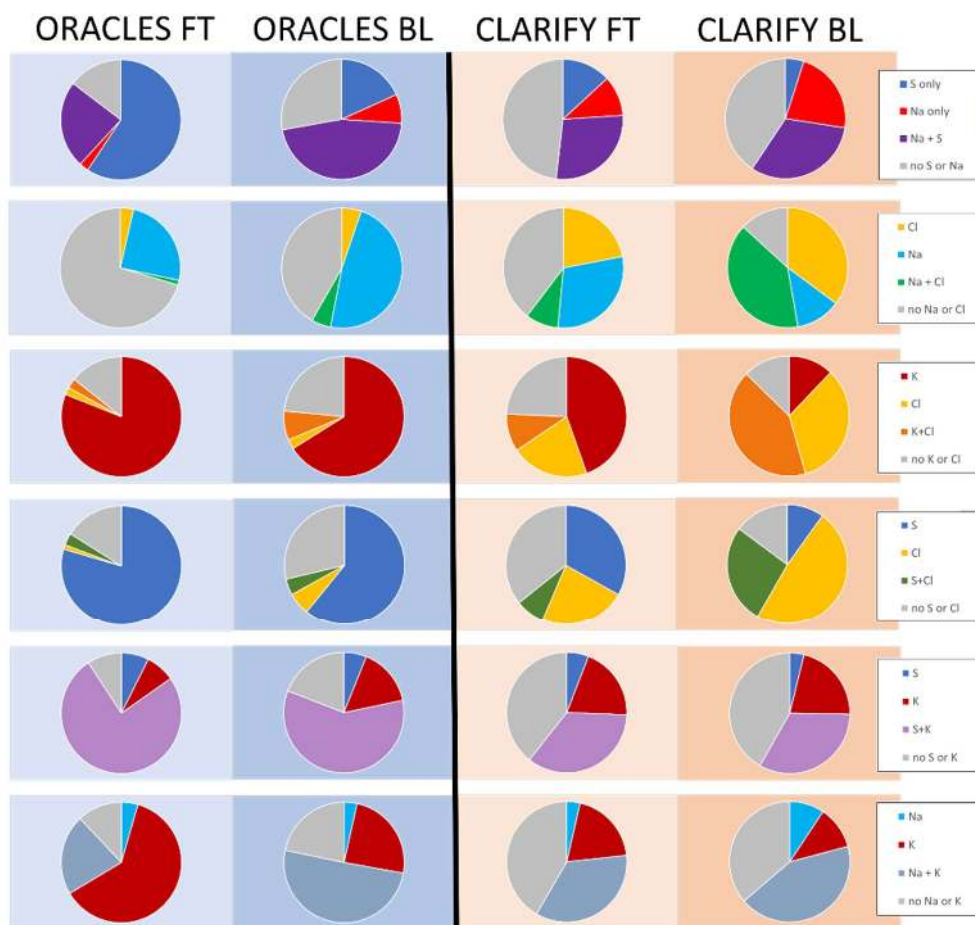 ORACLES FT ORACLES BL CLARIFY FT CLARIFY BL
S only
Na only
Na + S
no S or Na
Cl
Na
Na + Cl
no Na or Cl
K
Cl
K+Cl
no K or Cl
S
Cl
S+Cl
no S or Cl
S
K
S+K
no S or K
Na
K
Na + K
no Na or K